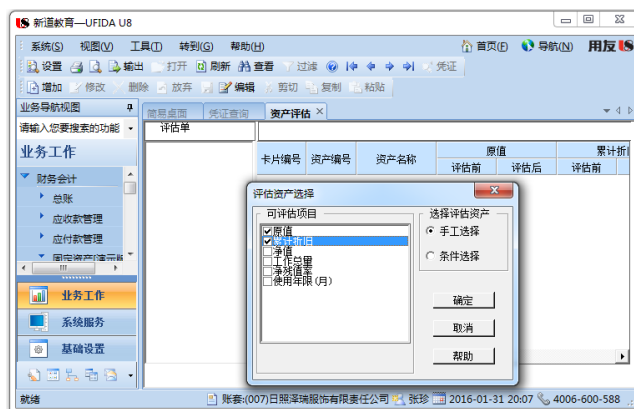 新道教育—UFIDA U8
系统(S) 视图(V) 工具(T) 转到(G) 帮助(H) 首页(F) 导航(N) 用友
设置 输出 打开 刷新 查看 过滤 凭证
增加 修改 删除 放弃 编辑 剪切 复制 粘贴
业务导航视图
简易桌面 凭证查询 资产评估
请输入您要搜索的功能
评估单
业务工作
财务会计
总账
应收款管理
应付款管理
固定资产(演示版
卡片编号 资产编号 资产名称 原值 累计折旧
评估前 评估后 评估前
评估资产选择
可评估项目
原值
累计折旧
净值
工作总量
净残值率
使用年限(月)
选择评估资产
手工选择
条件选择
确定
取消
帮助
业务工作
系统服务
基础设置
就绪 账套:(007)日照泽瑞服饰有限责任公司 张珍 2016-01-31 20:07 4006-600-588